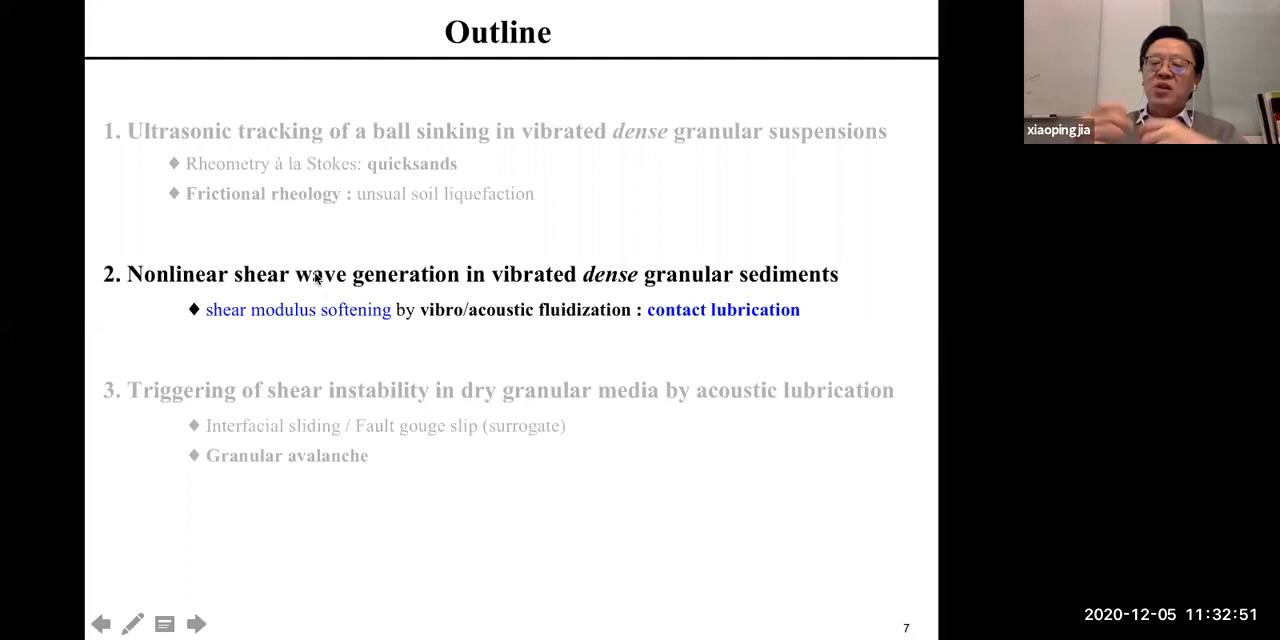 Outline
1. Ultrasonic tracking of a ball sinking in vibrated dense granular suspensions
♦ Rheometry à la Stokes: quicksands
♦ Frictional rheology : unsual soil liquefaction
2. Nonlinear shear wave generation in vibrated dense granular sediments
♦ shear modulus softening by vibro/acoustic fluidization : contact lubrication
3. Triggering of shear instability in dry granular media by acoustic lubrication
♦ Interfacial sliding / Fault gouge slip (surrogate)
♦ Granular avalanche
7
xiaopingjia
2020-12-05 11:32:51